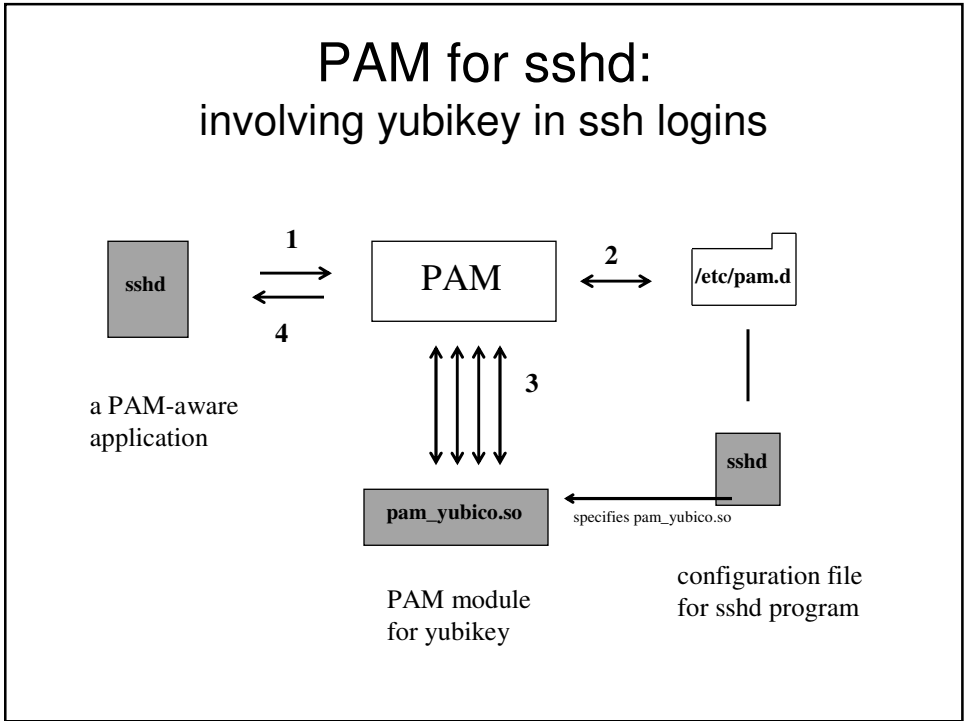 PAM for sshd:
involving yubikey in ssh logins
1
sshd
PAM
2
/etc/pam.d
4
3
a PAM-aware
application
sshd
pam_yubico.so
specifies pam_yubico.so
PAM module
for yubikey
configuration file
for sshd program